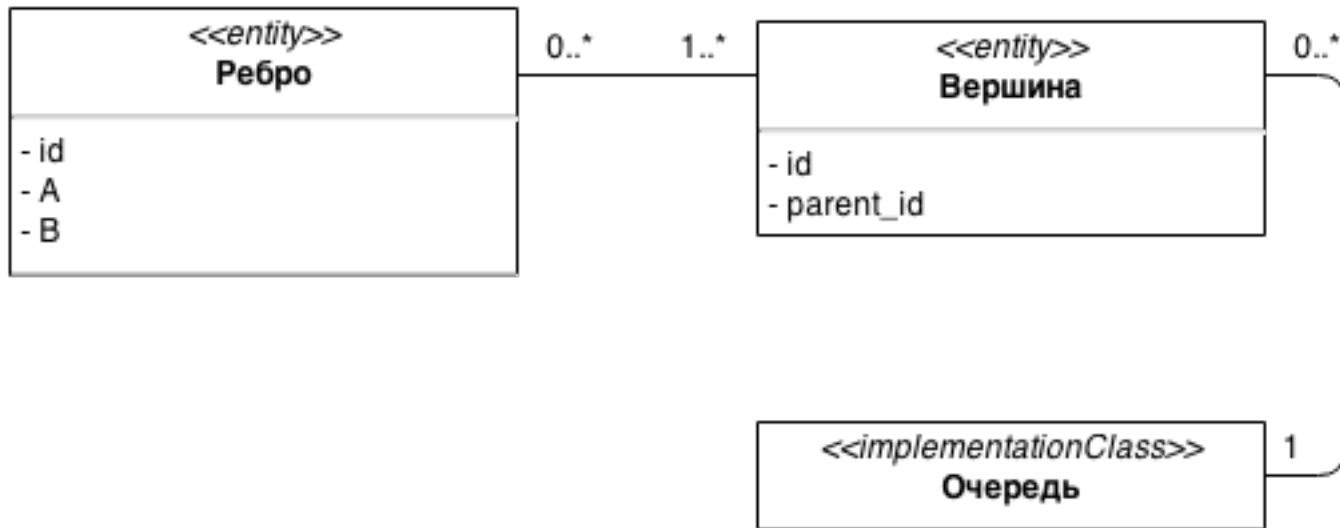 <<entity>>
Ребро
- id
- A
- B
0..*
1..*
<<entity>>
Вершина
- id
- parent_id
0..*
<<implementationClass>>
Очередь
1